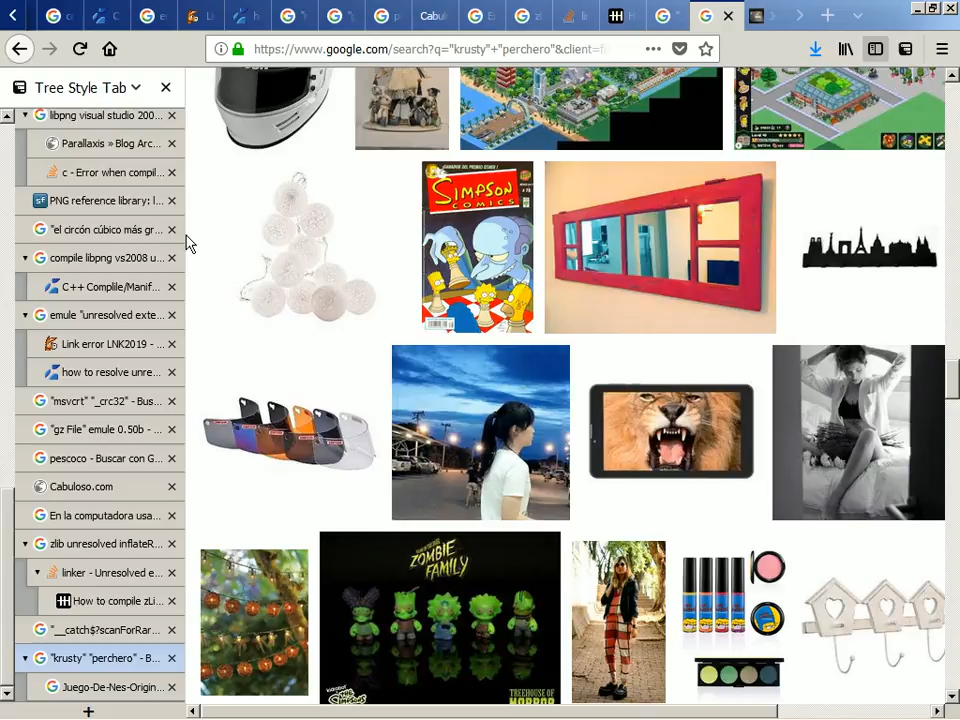 https://www.google.com/search?q="krusty"+"perchero"&client=f
Tree Style Tab
libpng visual studio 200...
Parallaxis » Blog Arc...
c - Error when compil...
PNG reference library: l...
"el circón cúbico más gr...
compile libpng vs2008 u...
C++ Complile/Manif...
emule "unresolved exte...
Link error LNK2019 - ...
how to resolve unre...
"msvcrt" "_crc32" - Bus...
"gz File" emule 0.50b - ...
pescoco - Buscar con G...
Cabuloso.com
En la computadora usa...
zlib unresolved inflateR...
linker - Unresolved e...
How to compile zLi...
"__catch$?scanForRar...
"krusty" "perchero" - B...
Juego-De-Nes-Origin...
Cabul
SIMPSON
COMICS
ZOMBIE
FAMILY
THE SIMPSONS
TREEHOUSE OF
HORROR